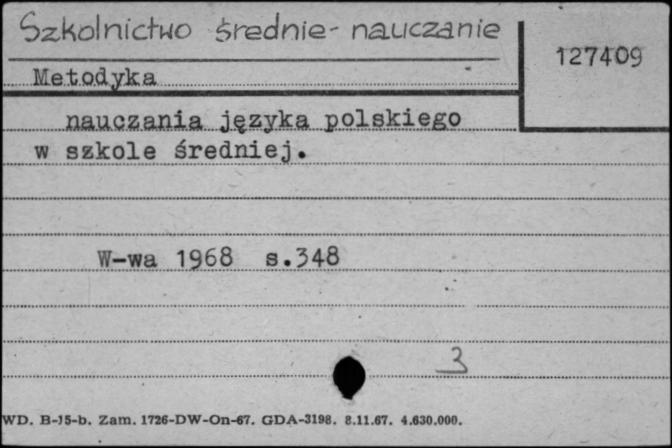 Szkolnictwo średnie - nauczanie
127409
Metodyka
nauczania języka polskiego
w szkole średniej.
W-wa 1968 s.348
3
WD. B-15-b. Zam. 1726-DW-On-67. GDA-3198. 8.11.67. 4.630.000.